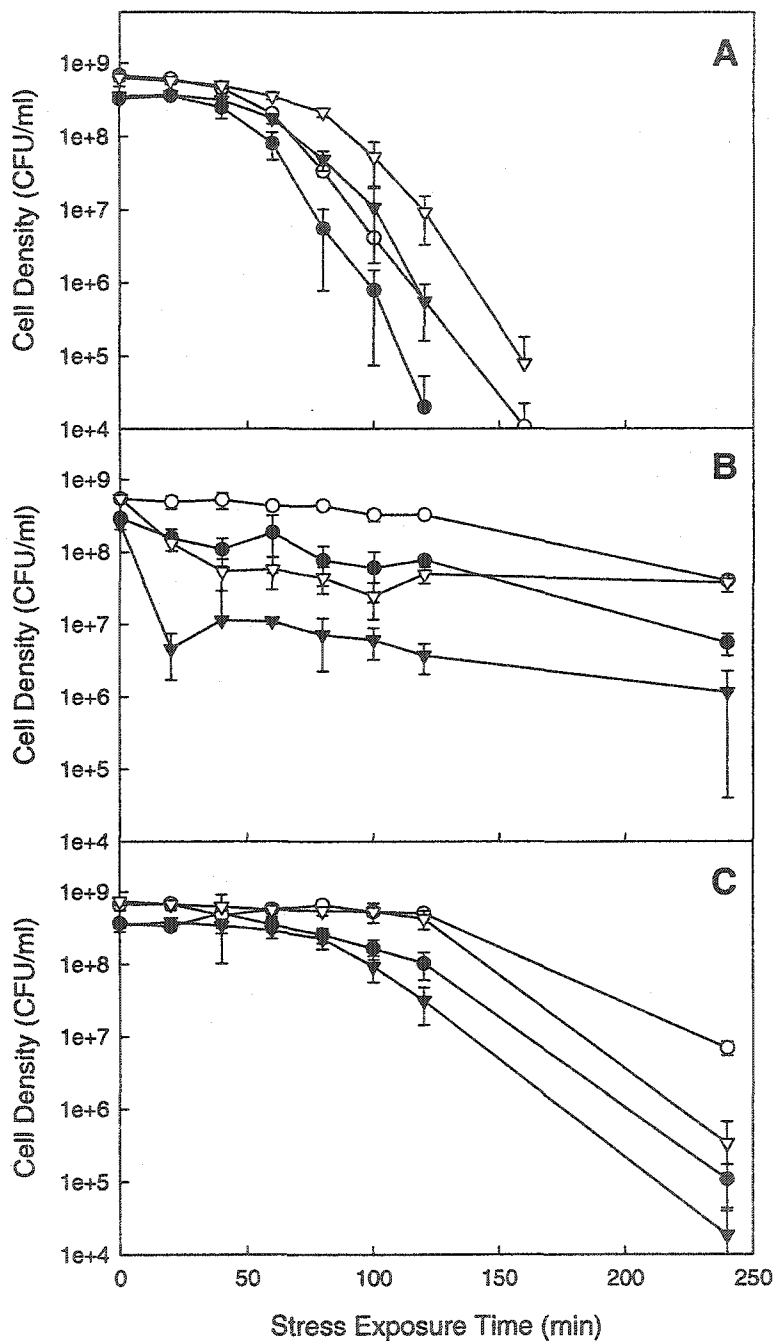 A
Cell Density (CFU/ml)
1e+9
1e+8
1e+7
1e+6
1e+5
1e+4
B
Cell Density (CFU/ml)
1e+9
1e+8
1e+7
1e+6
1e+5
1e+4
C
Cell Density (CFU/ml)
1e+9
1e+8
1e+7
1e+6
1e+5
1e+4
0 50 100 150 200 250
Stress Exposure Time (min)